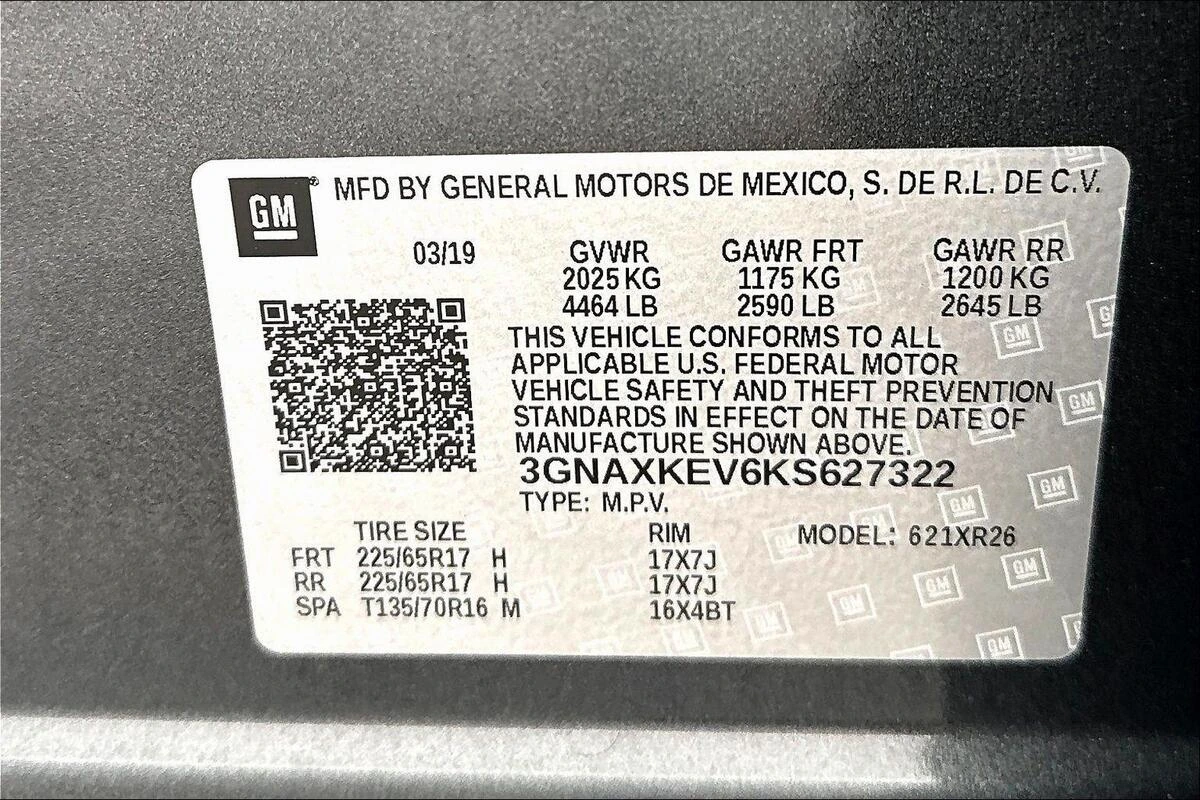 GM® MFD BY GENERAL MOTORS DE MEXICO, S. DE R.L. DE C.V.
03/19 GVWR GAWR FRT GAWR RR
2025 KG 1175 KG 1200 KG
4464 LB 2590 LB 2645 LB
THIS VEHICLE CONFORMS TO ALL
APPLICABLE U.S. FEDERAL MOTOR
VEHICLE SAFETY AND THEFT PREVENTION
STANDARDS IN EFFECT ON THE DATE OF
MANUFACTURE SHOWN ABOVE.
3GNAXKEV6KS627322
TYPE: M.P.V.
TIRE SIZE RIM MODEL: 621XR26
FRT 225/65R17 H 17X7J
RR 225/65R17 H 17X7J
SPA T135/70R16 M 16X4BT